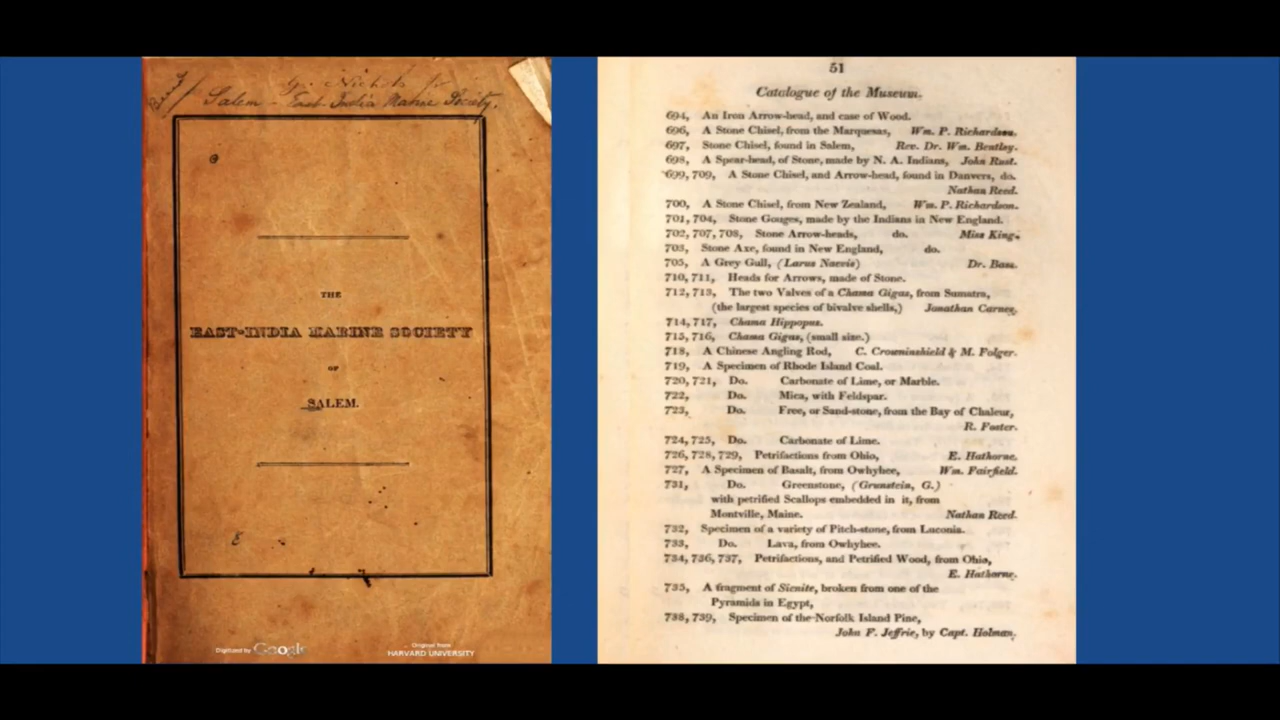 Geo. Nichols Jr
Salem - East India Marine Society.
THE
EAST-INDIA MARINE SOCIETY
OF
SALEM.
Digitized by Google
Original from
HARVARD UNIVERSITY
51
Catalogue of the Museum.
694, An Iron Arrow-head, and case of Wood.
696, A Stone Chisel, from the Marquesas, Wm. P. Richardson.
697, Stone Chisel, found in Salem, Rev. Dr. Wm. Bentley.
698, A Spear-head, of Stone, made by N. A. Indians, John Rust.
699, 709, A Stone Chisel, and Arrow-head, found in Danvers, do.
Nathan Reed.
700, A Stone Chisel, from New Zealand, Wm. P. Richardson.
701, 704, Stone Gouges, made by the Indians in New England.
702, 707, 708, Stone Arrow-heads, do. Miss King.
703, Stone Axe, found in New England, do.
705, A Grey Gull, (Larus Naevis) Dr. Bass.
710, 711, Heads for Arrows, made of Stone.
712, 713, The two Valves of a Chama Gigas, from Sumatra,
(the largest species of bivalve shells,) Jonathan Carnes.
714, 717, Chama Hippopus.
715, 716, Chama Gigas, (small size.)
718, A Chinese Angling Rod, C. Crowninshield & M. Folger.
719, A Specimen of Rhode Island Coal.
720, 721, Do. Carbonate of Lime, or Marble.
722, Do. Mica, with Feldspar.
723, Do. Free, or Sand-stone, from the Bay of Chaleur,
R. Foster.
724, 725, Do. Carbonate of Lime.
726, 728, 729, Petrifactions from Ohio, E. Hathorne.
727, A Specimen of Basalt, from Owhyhee, Wm. Fairfield.
731, Do. Greenstone, (Grunstein, G.)
with petrified Scallops embedded in it, from
Montville, Maine. Nathan Reed.
732, Specimen of a variety of Pitch-stone, from Luconia.
733, Do. Lava, from Owhyhee.
734, 736, 737, Petrifactions, and Petrified Wood, from Ohio,
E. Hathorne.
735, A fragment of Sienite, broken from one of the
Pyramids in Egypt,
738, 739, Specimen of the Norfolk Island Pine,
John F. Jeffrie, by Capt. Holman.